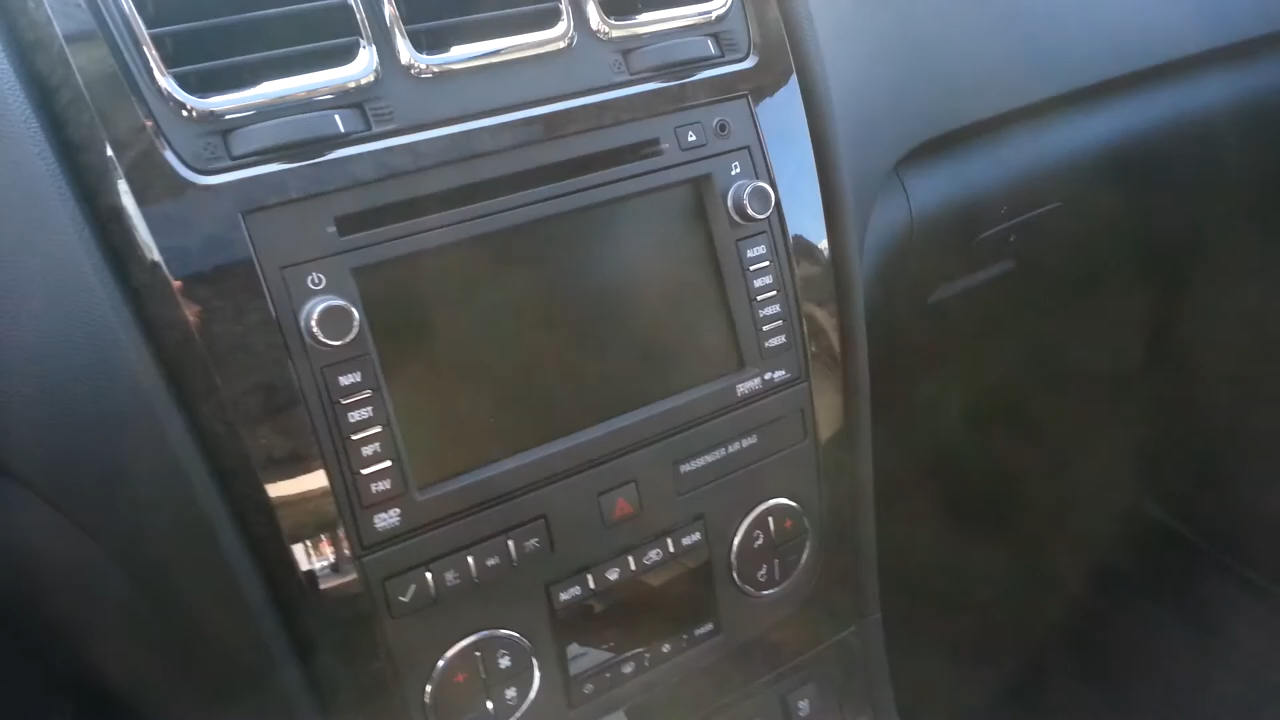 AUDIO
MENU
SEEK
SEEK
NAV
DEST
RPT
FAV
DVD
PASSENGER AIR BAG
AUTO
REAR